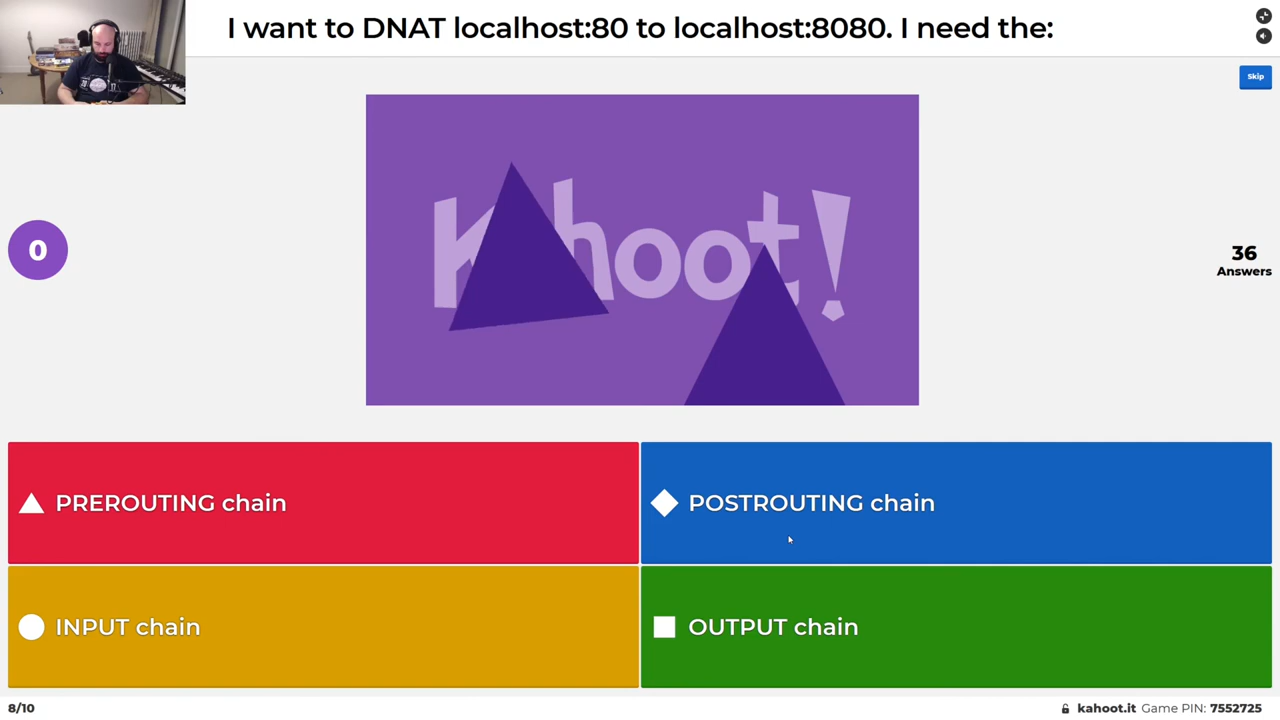 I want to DNAT localhost:80 to localhost:8080. I need the:
Skip
Kahoot!
0
36
Answers
PREROUTING chain
POSTROUTING chain
INPUT chain
OUTPUT chain
8/10
kahoot.it Game PIN: 7552725